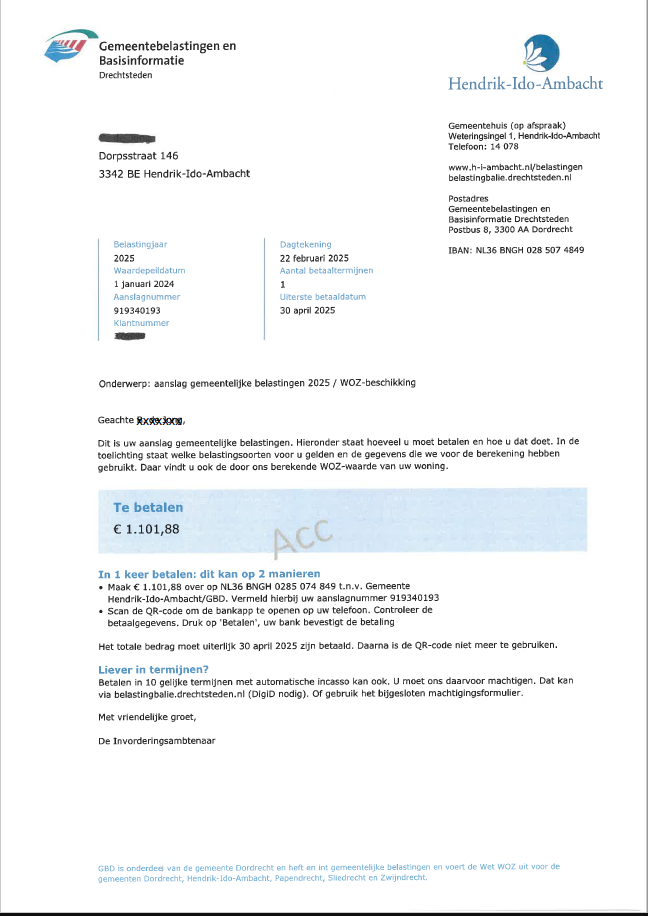 Gemeentebelastingen en
Basisinformatie
Drechtsteden
Hendrik-Ido-Ambacht
Gemeentehuis (op afspraak)
Weteringsingel 1, Hendrik-Ido-Ambacht
Telefoon: 14 078
www.h-i-ambacht.nl/belastingen
belastingbalie.drechtsteden.nl
Postadres
Gemeentebelastingen en
Basisinformatie Drechtsteden
Postbus 8, 3300 AA Dordrecht
IBAN: NL36 BNGH 028 507 4849
Dorpsstraat 146
3342 BE Hendrik-Ido-Ambacht
Belastingjaar
2025
Waardepeildatum
1 januari 2024
Aanslagnummer
919340193
Klantnummer
Dagtekening
22 februari 2025
Aantal betaaltermijnen
1
Uiterste betaaldatum
30 april 2025
Onderwerp: aanslag gemeentelijke belastingen 2025 / WOZ-beschikking
Geachte
Dit is uw aanslag gemeentelijke belastingen. Hieronder staat hoeveel u moet betalen en hoe u dat doet. In de
toelichting staat welke belastingsoorten voor u gelden en de gegevens die we voor de berekening hebben
gebruikt. Daar vindt u ook de door ons berekende WOZ-waarde van uw woning.
Te betalen
€ 1.101,88
Acc
In 1 keer betalen: dit kan op 2 manieren
• Maak € 1.101,88 over op NL36 BNGH 0285 074 849 t.n.v. Gemeente
Hendrik-Ido-Ambacht/GBD. Vermeld hierbij uw aanslagnummer 919340193
• Scan de QR-code om de bankapp te openen op uw telefoon. Controleer de
betaalgegevens. Druk op 'Betalen', uw bank bevestigt de betaling
Het totale bedrag moet uiterlijk 30 april 2025 zijn betaald. Daarna is de QR-code niet meer te gebruiken.
Liever in termijnen?
Betalen in 10 gelijke termijnen met automatische incasso kan ook. U moet ons daarvoor machtigen. Dat kan
via belastingbalie.drechtsteden.nl (DigiD nodig). Of gebruik het bijgesloten machtigingsformulier.
Met vriendelijke groet,
De Invorderingsambtenaar
GBD is onderdeel van de gemeente Dordrecht en heft en int gemeentelijke belastingen en voert de Wet WOZ uit voor de
gemeenten Dordrecht, Hendrik-Ido-Ambacht, Papendrecht, Sliedrecht en Zwijndrecht.